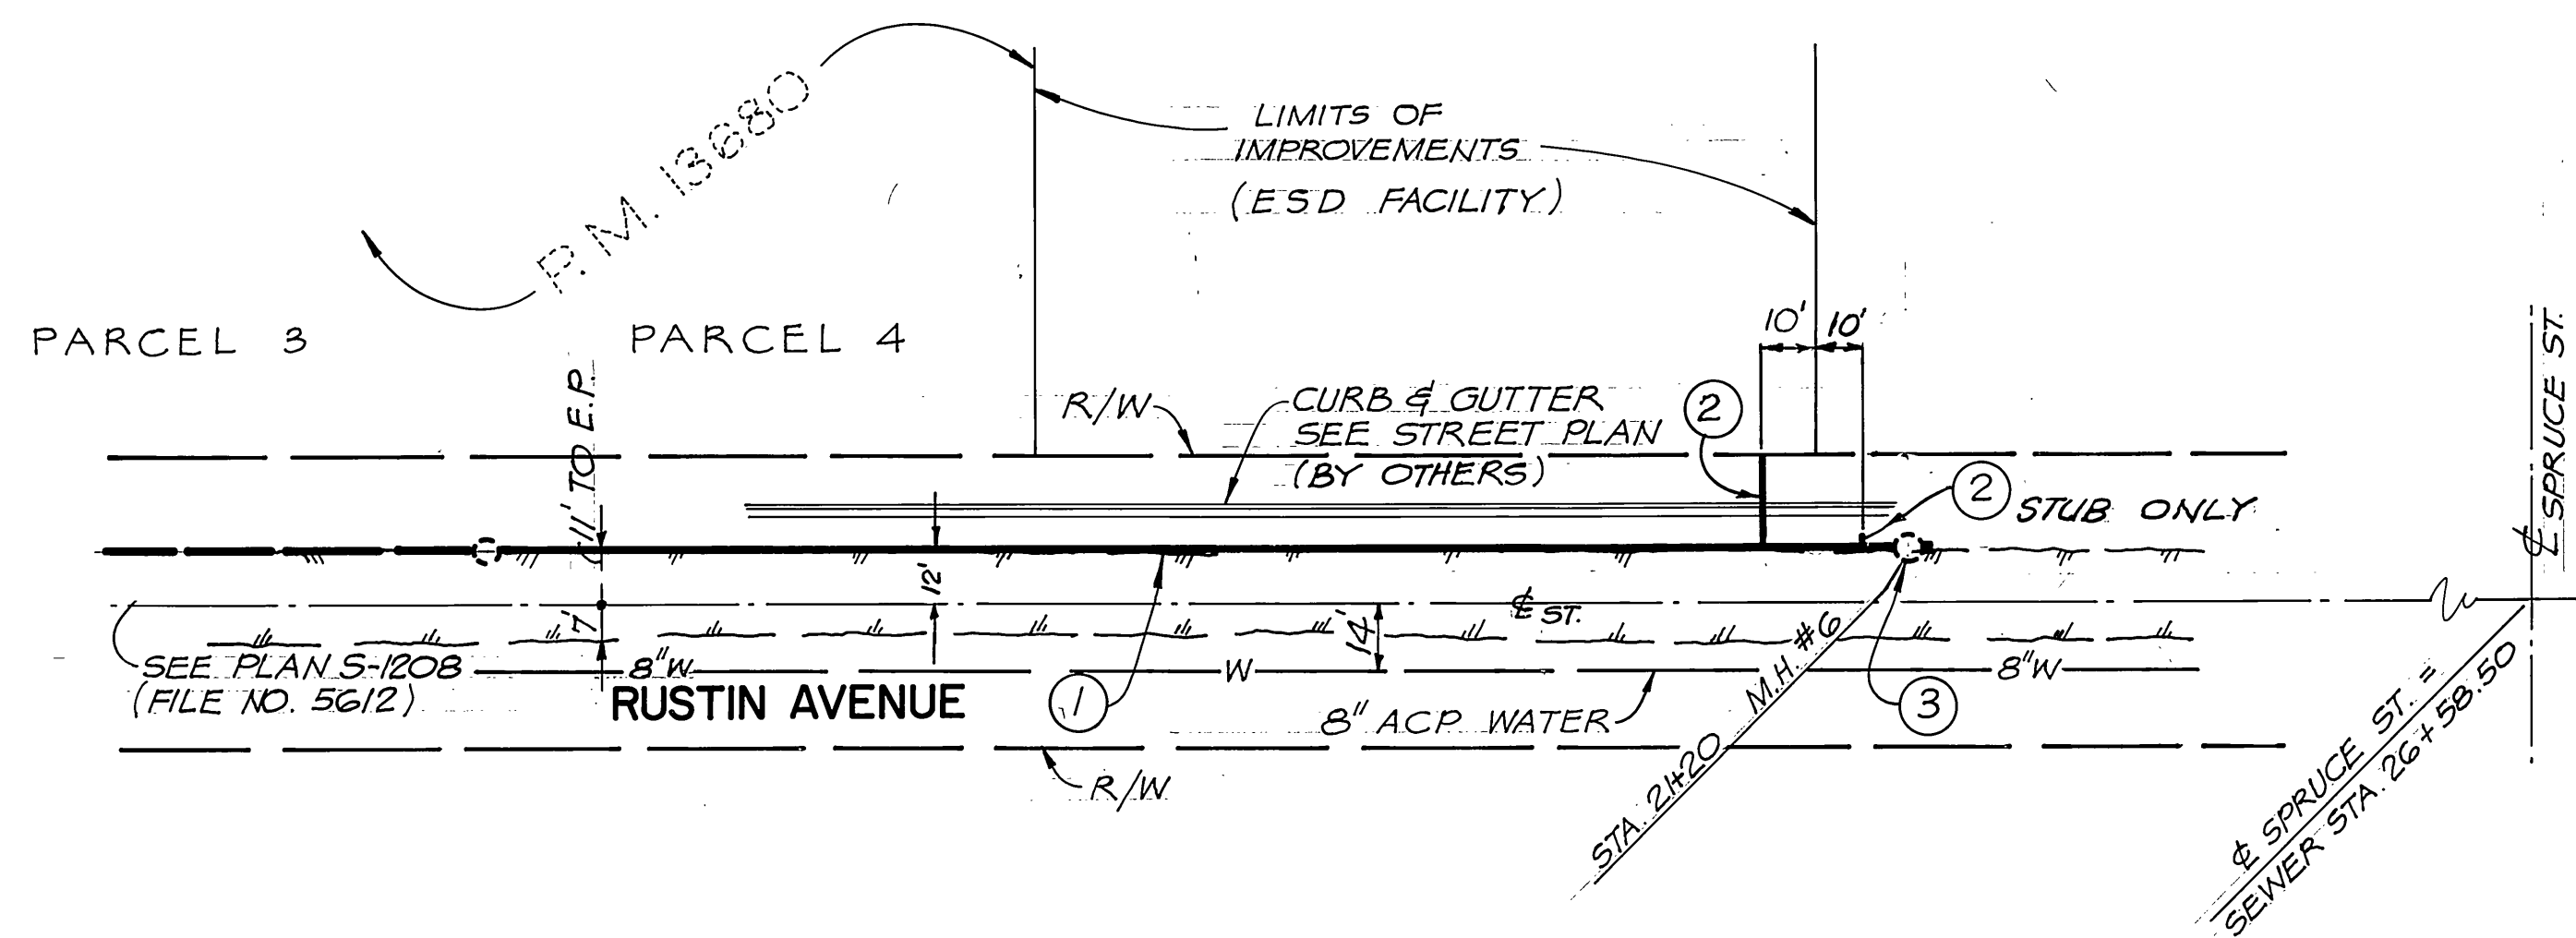 P.M. 13680
LIMITS OF
IMPROVEMENTS
(ESD FACILITY)
PARCEL 3
PARCEL 4
10' 10'
11' TO E.P.
R/W
CURB & GUTTER
SEE STREET PLAN
(BY OTHERS)
2
2 STUB ONLY
℄ SPRUCE ST.
12'
7'
14'
℄ ST.
SEE PLAN S-1208
(FILE NO. 5612)
8"W
W
8"W
RUSTIN AVENUE
1
8" ACP WATER
3
STA. 21+20 M.H. #6
R/W
℄ SPRUCE ST. =
SEWER STA. 26+58.50